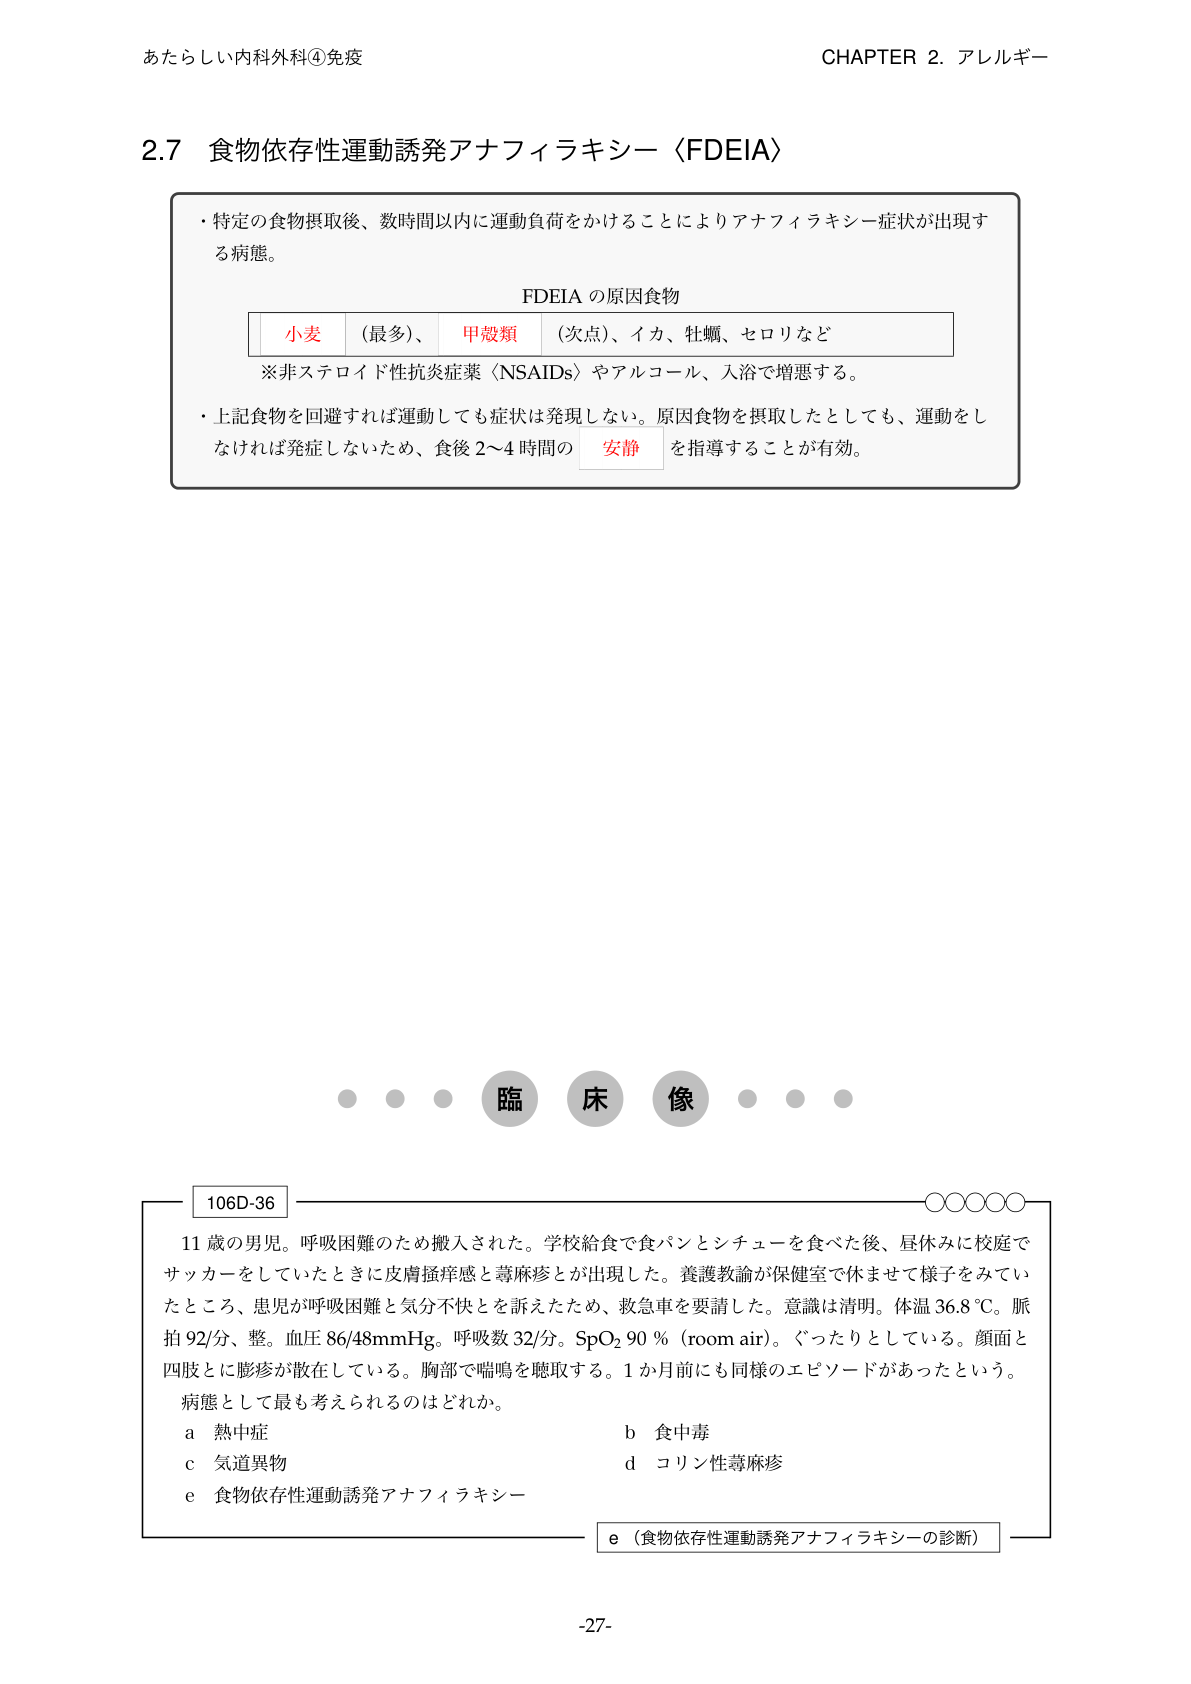 あたらしい内科外科④免疫
CHAPTER 2. アレルギー
2.7 食物依存性運動誘発アナフィラキシー〈FDEIA〉
・特定の食物摂取後、数時間以内に運動負荷をかけることによりアナフィラキシー症状が出現す
る病態。
FDEIA の原因食物
小麦（最多）、甲殻類（次点）、イカ、牡蠣、セロリなど
※非ステロイド性抗炎症薬〈NSAIDs〉やアルコール、入浴で増悪する。
・上記食物を回避すれば運動しても症状は発現しない。原因食物を摂取したとしても、運動をし
なければ発症しないため、食後 2〜4 時間の 安静 を指導することが有効。
臨床像
106D-36
11 歳の男児。呼吸困難のため搬入された。学校給食で食パンとシチューを食べた後、昼休みに校庭で
サッカーをしていたときに皮膚掻痒感と蕁麻疹とが出現した。養護教諭が保健室で休ませて様子をみてい
たところ、患児が呼吸困難と気分不快とを訴えたため、救急車を要請した。意識は清明。体温 36.8 ℃。脈
拍 92/分、整。血圧 86/48mmHg。呼吸数 32/分。SpO₂ 90 %（room air）。ぐったりとしている。顔面と
四肢とに膨疹が散在している。胸部で喘鳴を聴取する。1 か月前にも同様のエピソードがあったという。
病態として最も考えられるのはどれか。
a 熱中症
b 食中毒
c 気道異物
d コリン性蕁麻疹
e 食物依存性運動誘発アナフィラキシー
e （食物依存性運動誘発アナフィラキシーの診断）
-27-